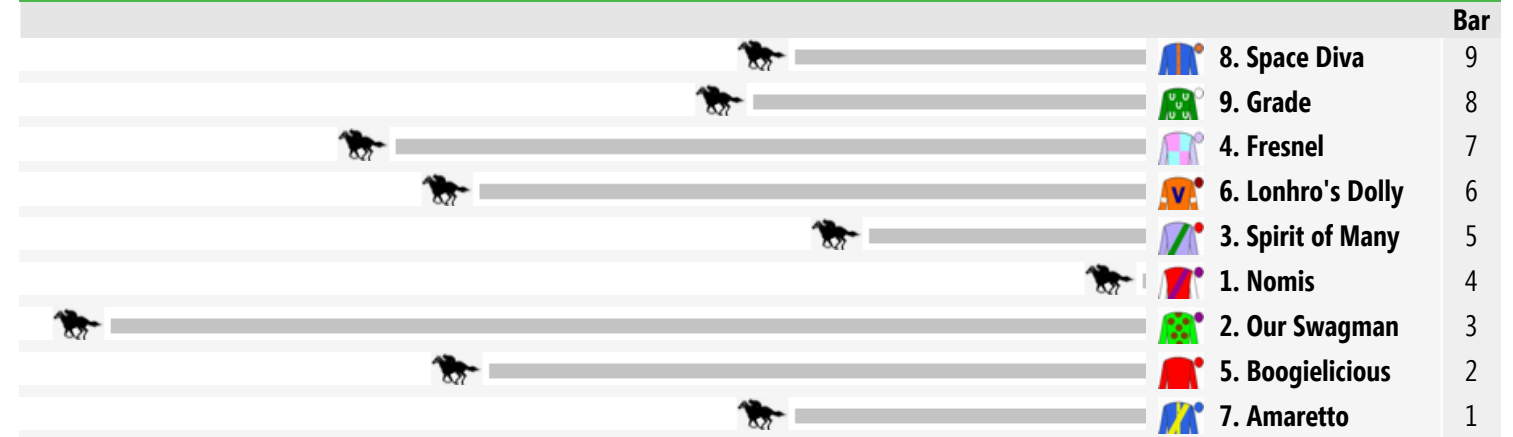 Bar
8. Space Diva 9
9. Grade 8
4. Fresnel 7
6. Lonhro's Dolly 6
V
3. Spirit of Many 5
1. Nomis 4
2. Our Swagman 3
5. Boogielicious 2
7. Amaretto 1